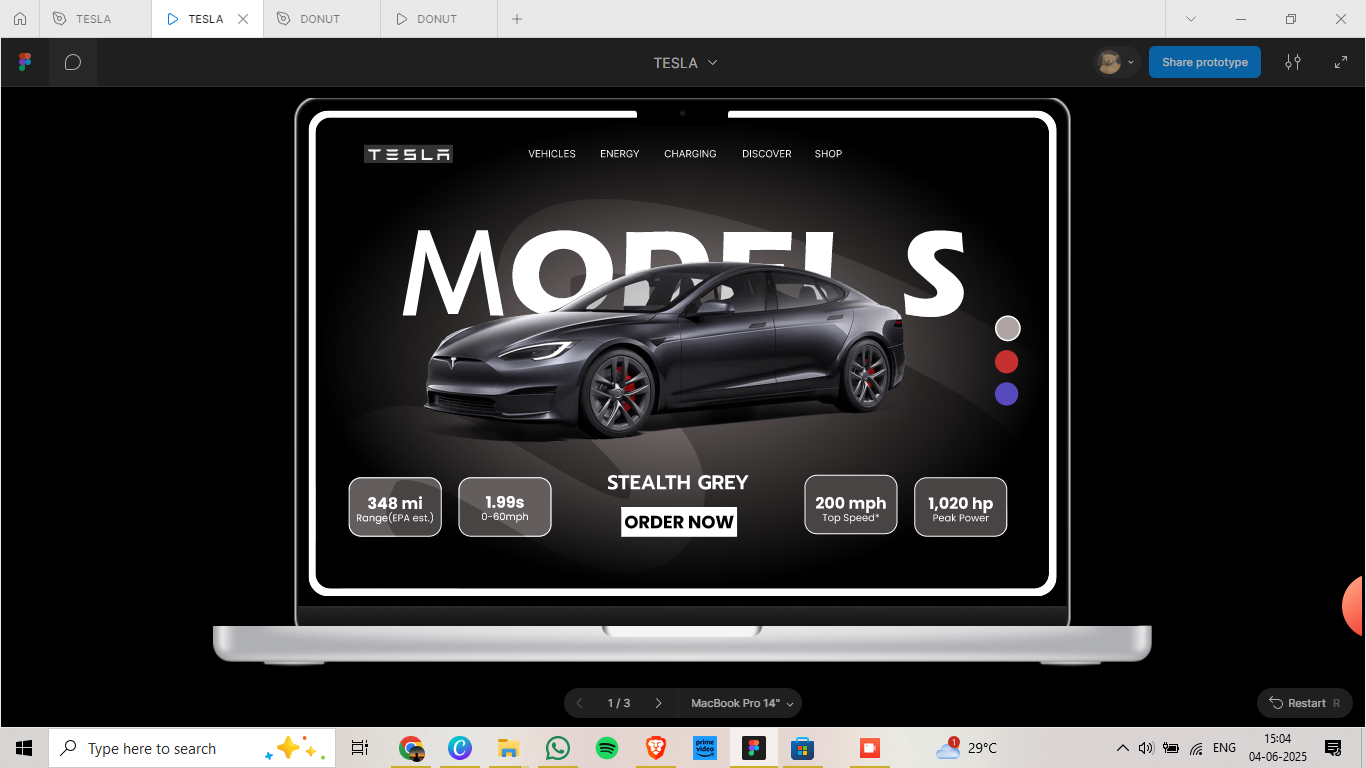 TESLA
TESLA
DONUT
DONUT
TESLA
Share prototype
TESLA
VEHICLES ENERGY CHARGING DISCOVER SHOP
MODEL S
STEALTH GREY
ORDER NOW
348 mi
Range(EPA est.)
1.99s
0-60mph
200 mph
Top Speed*
1,020 hp
Peak Power
1 / 3
MacBook Pro 14"
Restart R
Type here to search
prime video
1
29°C
ENG
15:04
04-06-2025